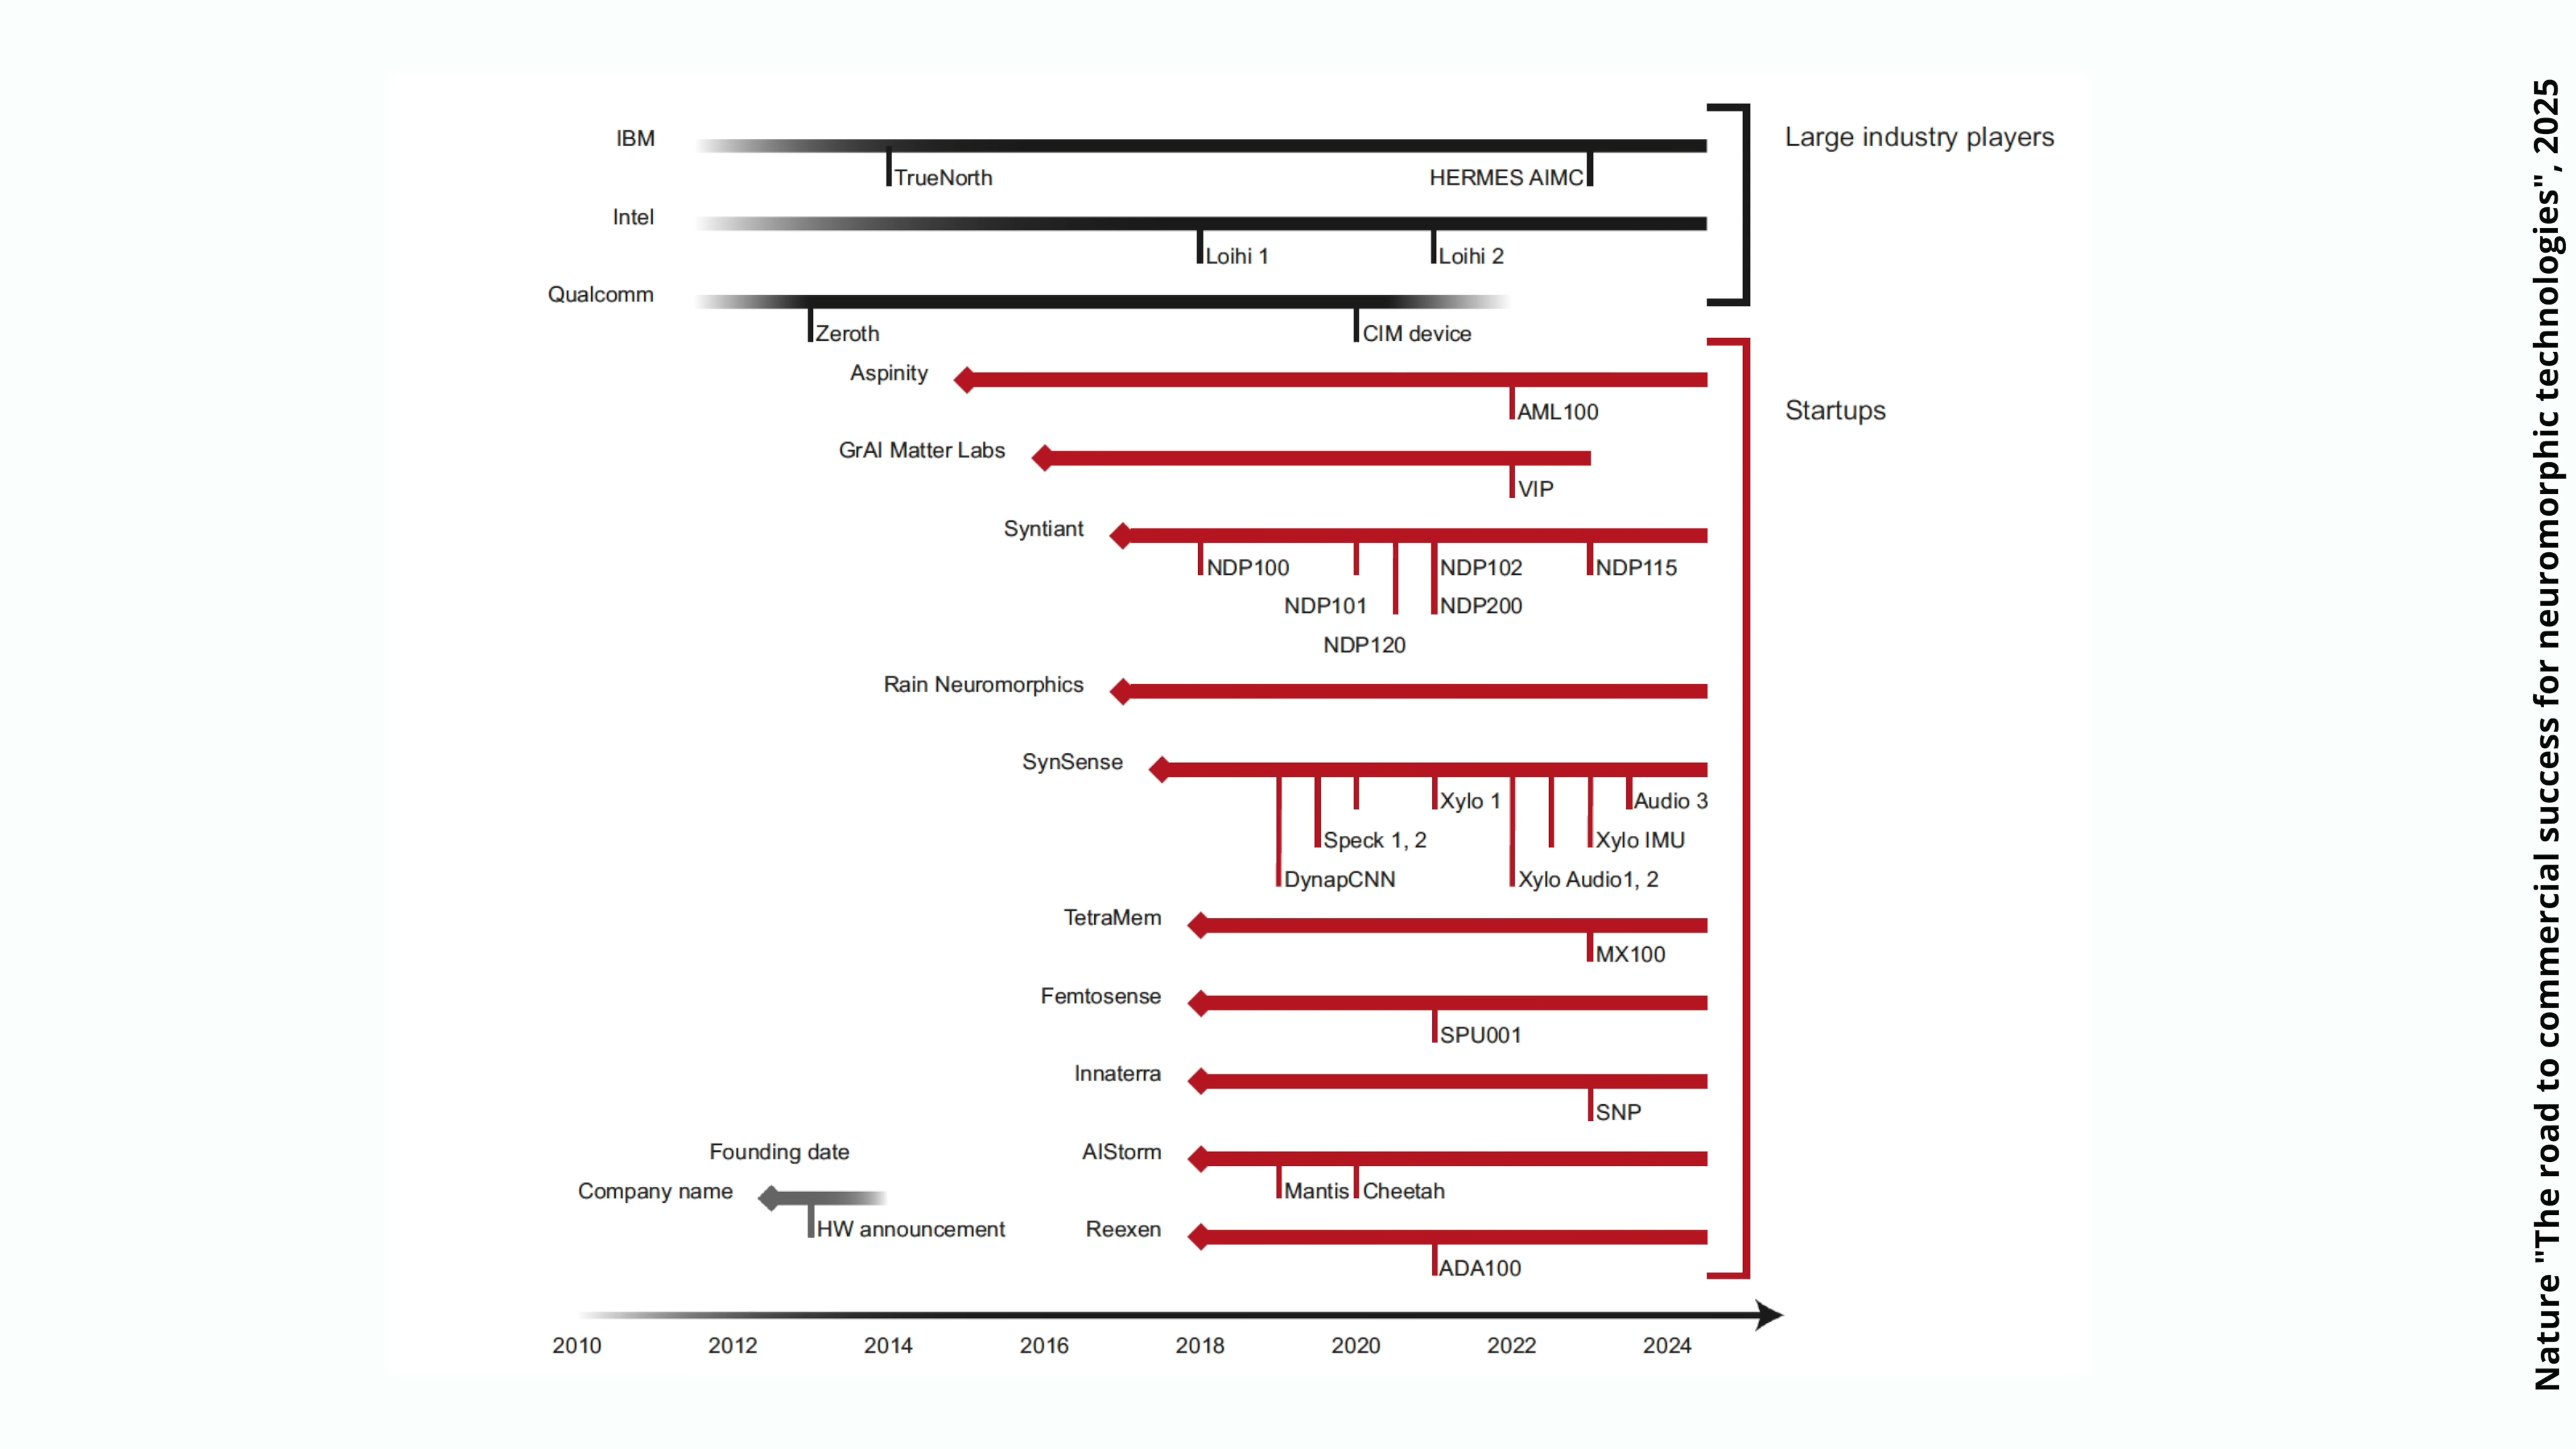 IBM
Large industry players
TrueNorth
HERMES AIMC
Intel
Loihi 1
Loihi 2
Qualcomm
Zeroth
CIM device
Aspinity
AML100
Startups
GrAI Matter Labs
VIP
Syntiant
NDP100
NDP102
NDP115
NDP101
NDP200
NDP120
Rain Neuromorphics
SynSense
Xylo 1
Audio 3
Speck 1, 2
Xylo IMU
DynapCNN
Xylo Audio1, 2
TetraMem
MX100
Femtosense
SPU001
Innaterra
SNP
Founding date
Company name
HW announcement
AIStorm
Mantis
Cheetah
Reexen
ADA100
2010 2012 2014 2016 2018 2020 2022 2024
Nature "The road to commercial success for neuromorphic technologies", 2025